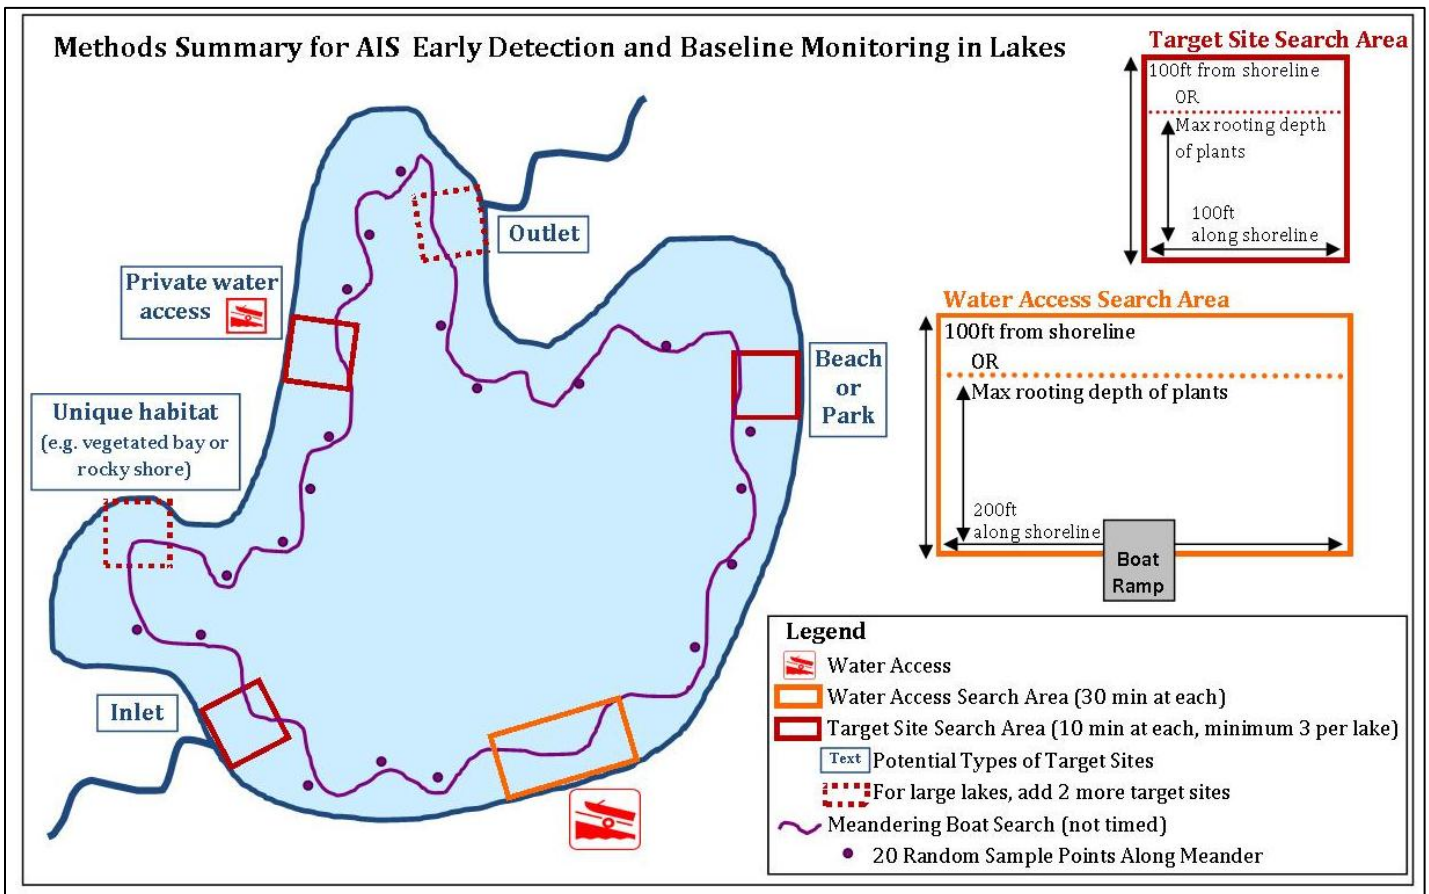 Methods Summary for AIS Early Detection and Baseline Monitoring in Lakes
Target Site Search Area
100ft from shoreline
OR
Max rooting depth
of plants
100ft
along shoreline
Outlet
Private water
access
Water Access Search Area
100ft from shoreline
OR
Max rooting depth of plants
200ft
along shoreline
Boat
Ramp
Beach
or
Park
Unique habitat
(e.g. vegetated bay or
rocky shore)
Inlet
Legend
Water Access
Water Access Search Area (30 min at each)
Target Site Search Area (10 min at each, minimum 3 per lake)
Text Potential Types of Target Sites
For large lakes, add 2 more target sites
Meandering Boat Search (not timed)
20 Random Sample Points Along Meander